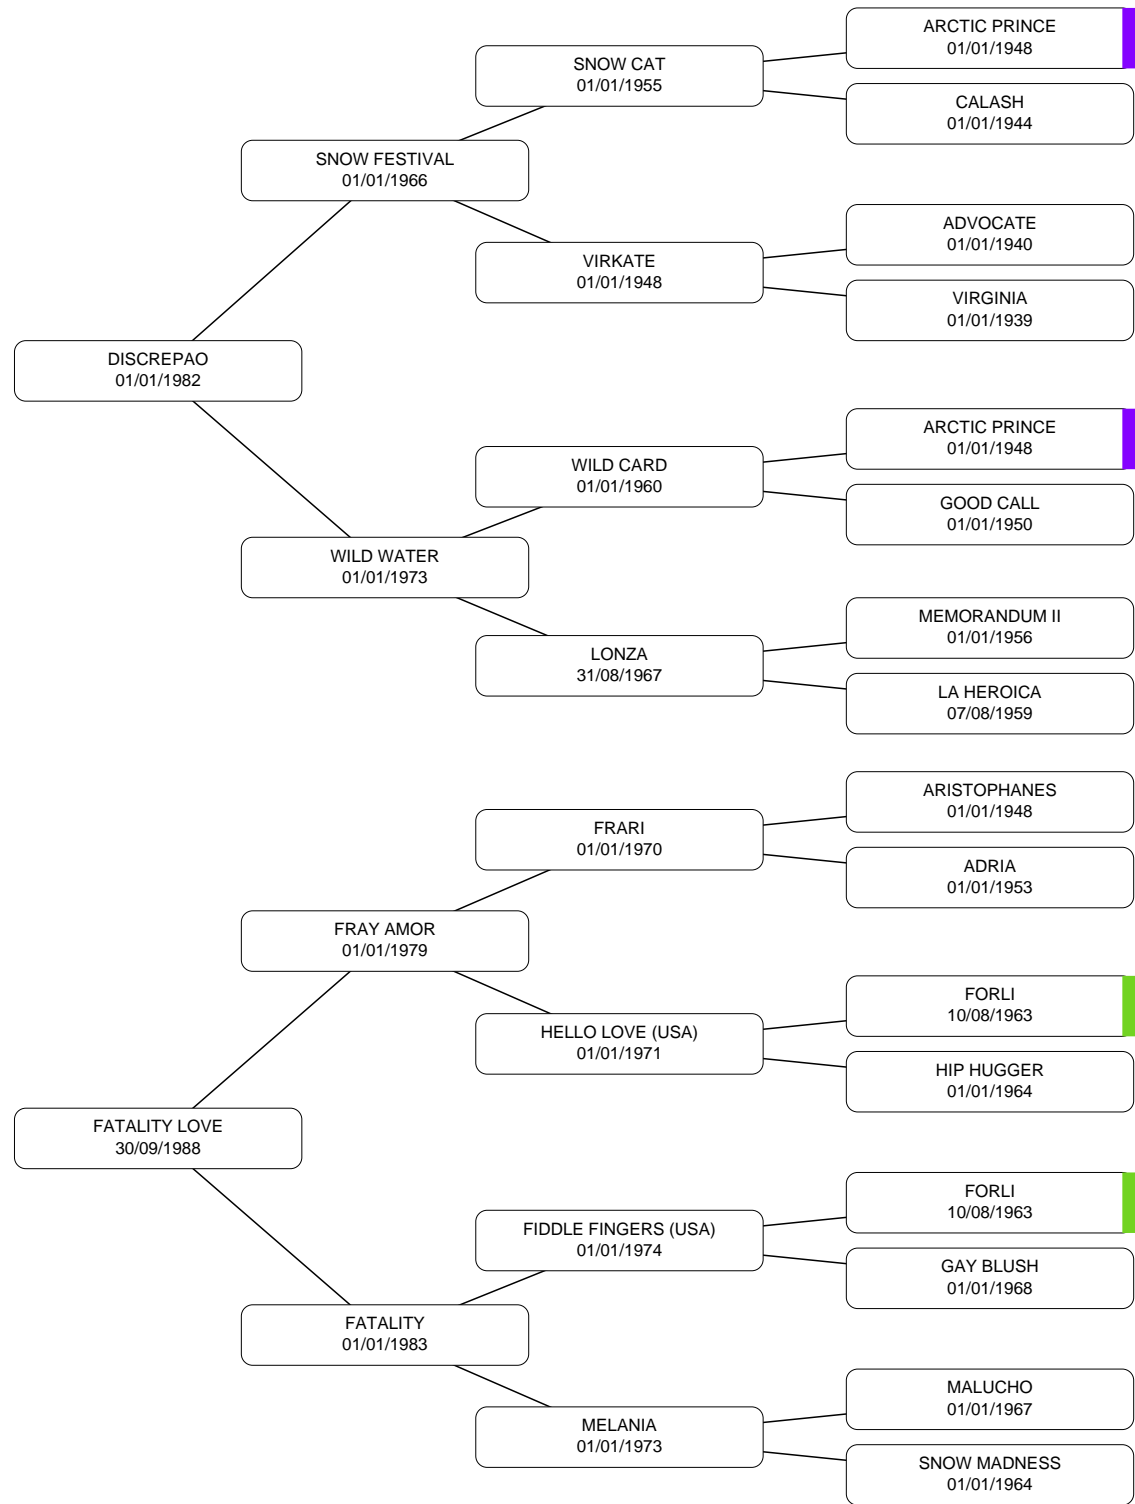 ARCTIC PRINCE
01/01/1948
SNOW CAT
01/01/1955
CALASH
01/01/1944
SNOW FESTIVAL
01/01/1966
ADVOCATE
01/01/1940
VIRKATE
01/01/1948
VIRGINIA
01/01/1939
DISCREPAO
01/01/1982
ARCTIC PRINCE
01/01/1948
WILD CARD
01/01/1960
GOOD CALL
01/01/1950
WILD WATER
01/01/1973
MEMORANDUM II
01/01/1956
LONZA
31/08/1967
LA HEROICA
07/08/1959
ARISTOPHANES
01/01/1948
FRARI
01/01/1970
ADRIA
01/01/1953
FRAY AMOR
01/01/1979
FORLI
10/08/1963
HELLO LOVE (USA)
01/01/1971
HIP HUGGER
01/01/1964
FATALITY LOVE
30/09/1988
FORLI
10/08/1963
FIDDLE FINGERS (USA)
01/01/1974
GAY BLUSH
01/01/1968
FATALITY
01/01/1983
MALUCHO
01/01/1967
MELANIA
01/01/1973
SNOW MADNESS
01/01/1964